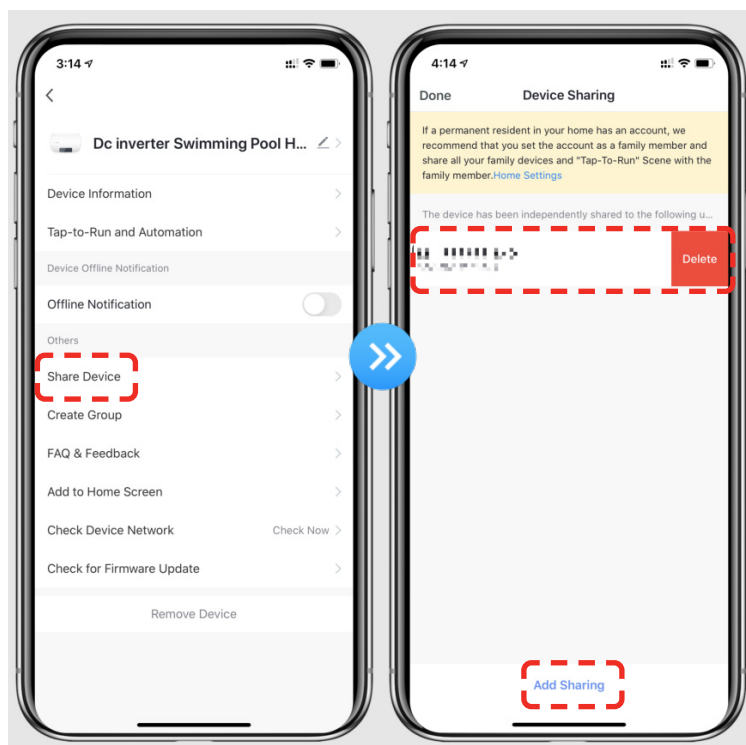 3:14
Dc inverter Swimming Pool H...
Device Information
Tap-to-Run and Automation
Device Offline Notification
Offline Notification
Others
Share Device
Create Group
FAQ & Feedback
Add to Home Screen
Check Device Network Check Now
Check for Firmware Update
Remove Device
4:14
Done Device Sharing
If a permanent resident in your home has an account, we
recommend that you set the account as a family member and
share all your family devices and "Tap-To-Run" Scene with the
family member.Home Settings
The device has been independently shared to the following u...
Delete
Add Sharing